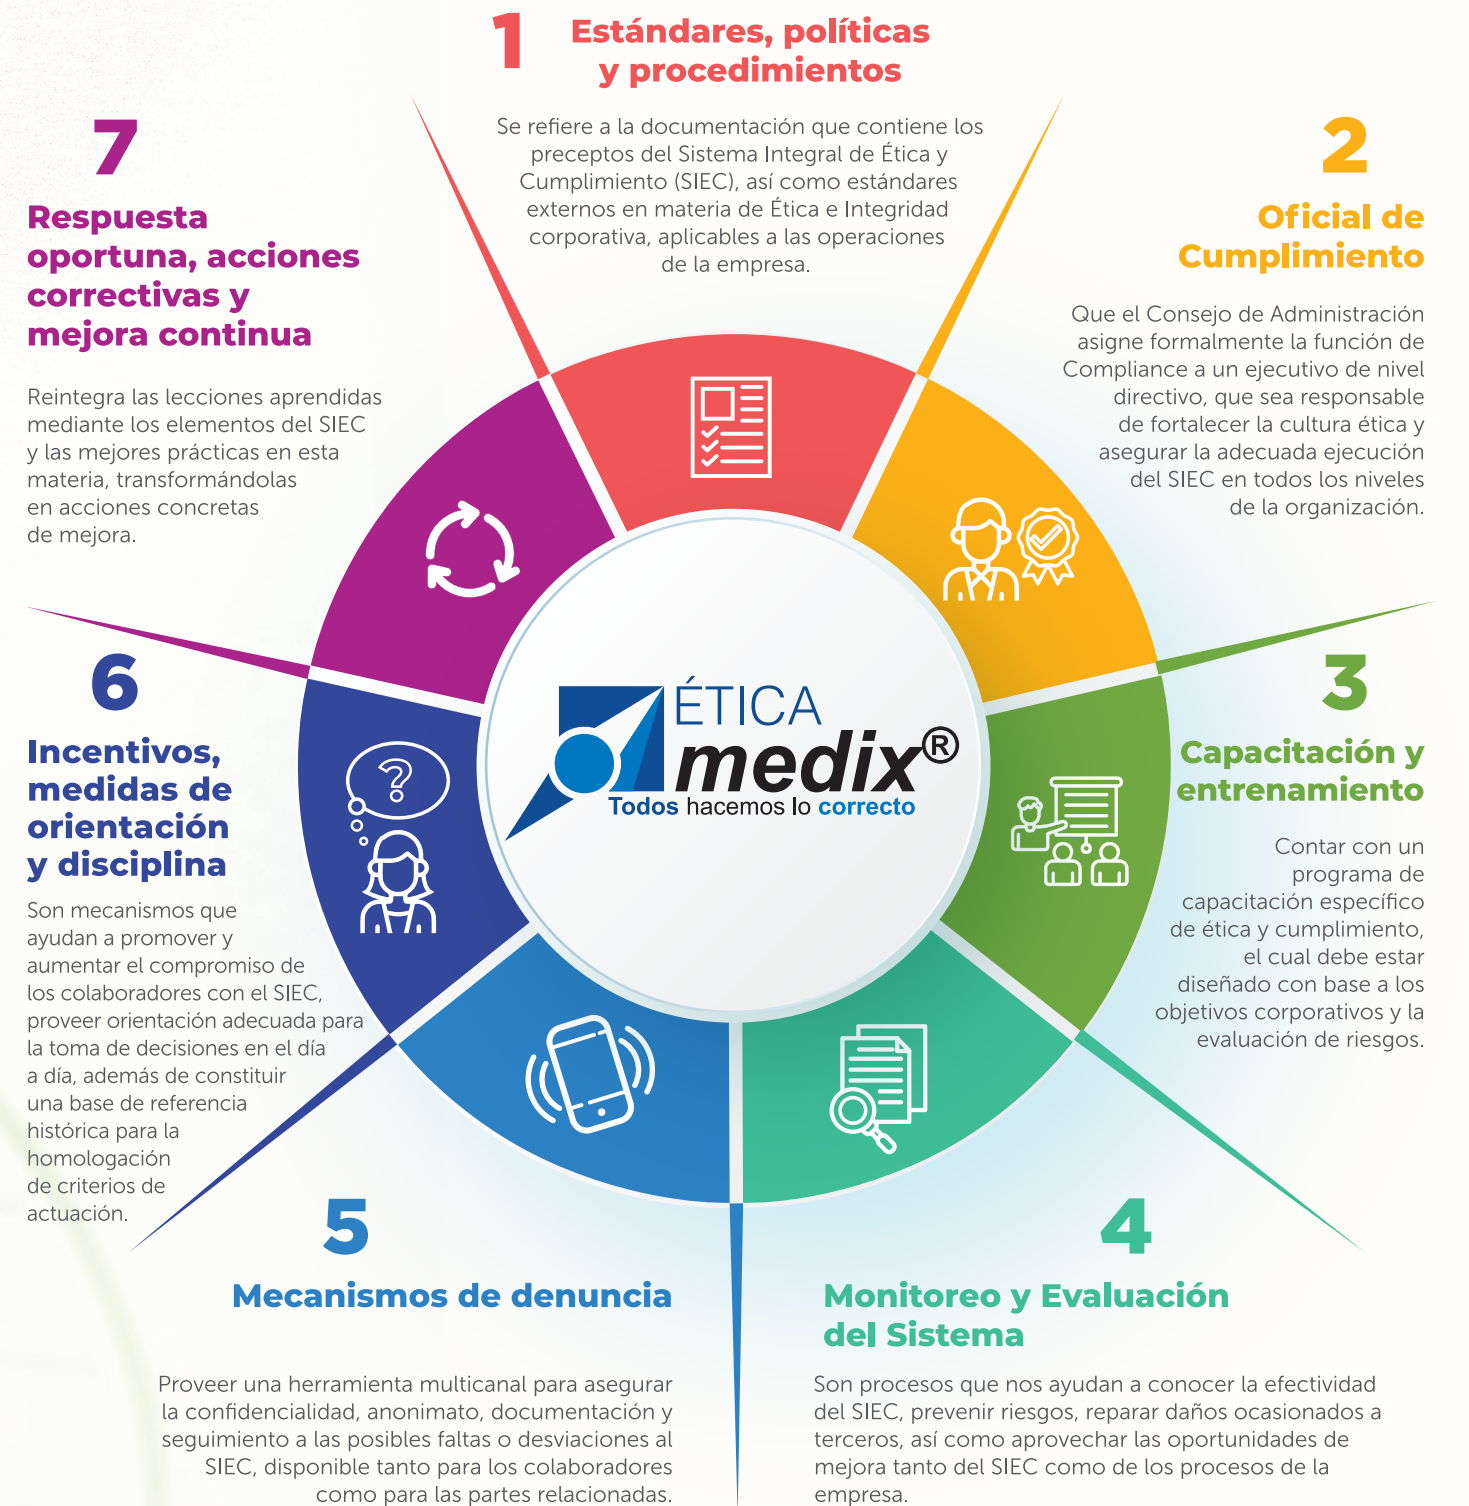 1
Estándares, políticas
y procedimientos
Se refiere a la documentación que contiene los
preceptos del Sistema Integral de Ética y
Cumplimiento (SIEC), así como estándares
externos en materia de Ética e Integridad
corporativa, aplicables a las operaciones
de la empresa.
2
Oficial de
Cumplimiento
Que el Consejo de Administración
asigne formalmente la función de
Compliance a un ejecutivo de nivel
directivo, que sea responsable
de fortalecer la cultura ética y
asegurar la adecuada ejecución
del SIEC en todos los niveles
de la organización.
3
Capacitación y
entrenamiento
Contar con un
programa de
capacitación específico
de ética y cumplimiento,
el cual debe estar
diseñado con base a los
objetivos corporativos y la
evaluación de riesgos.
4
Monitoreo y Evaluación
del Sistema
Son procesos que nos ayudan a conocer la efectividad
del SIEC, prevenir riesgos, reparar daños ocasionados a
terceros, así como aprovechar las oportunidades de
mejora tanto del SIEC como de los procesos de la
empresa.
5
Mecanismos de denuncia
Proveer una herramienta multicanal para asegurar
la confidencialidad, anonimato, documentación y
seguimiento a las posibles faltas o desviaciones al
SIEC, disponible tanto para los colaboradores
como para las partes relacionadas.
6
Incentivos,
medidas de
orientación
y disciplina
Son mecanismos que
ayudan a promover y
aumentar el compromiso de
los colaboradores con el SIEC,
proveer orientación adecuada para
la toma de decisiones en el día
a día, además de constituir
una base de referencia
histórica para la
homologación
de criterios de
actuación.
7
Respuesta
oportuna, acciones
correctivas y
mejora continua
Reintegra las lecciones aprendidas
mediante los elementos del SIEC
y las mejores prácticas en esta
materia, transformándolas
en acciones concretas
de mejora.
ÉTICA
medix®
Todos hacemos lo correcto
?